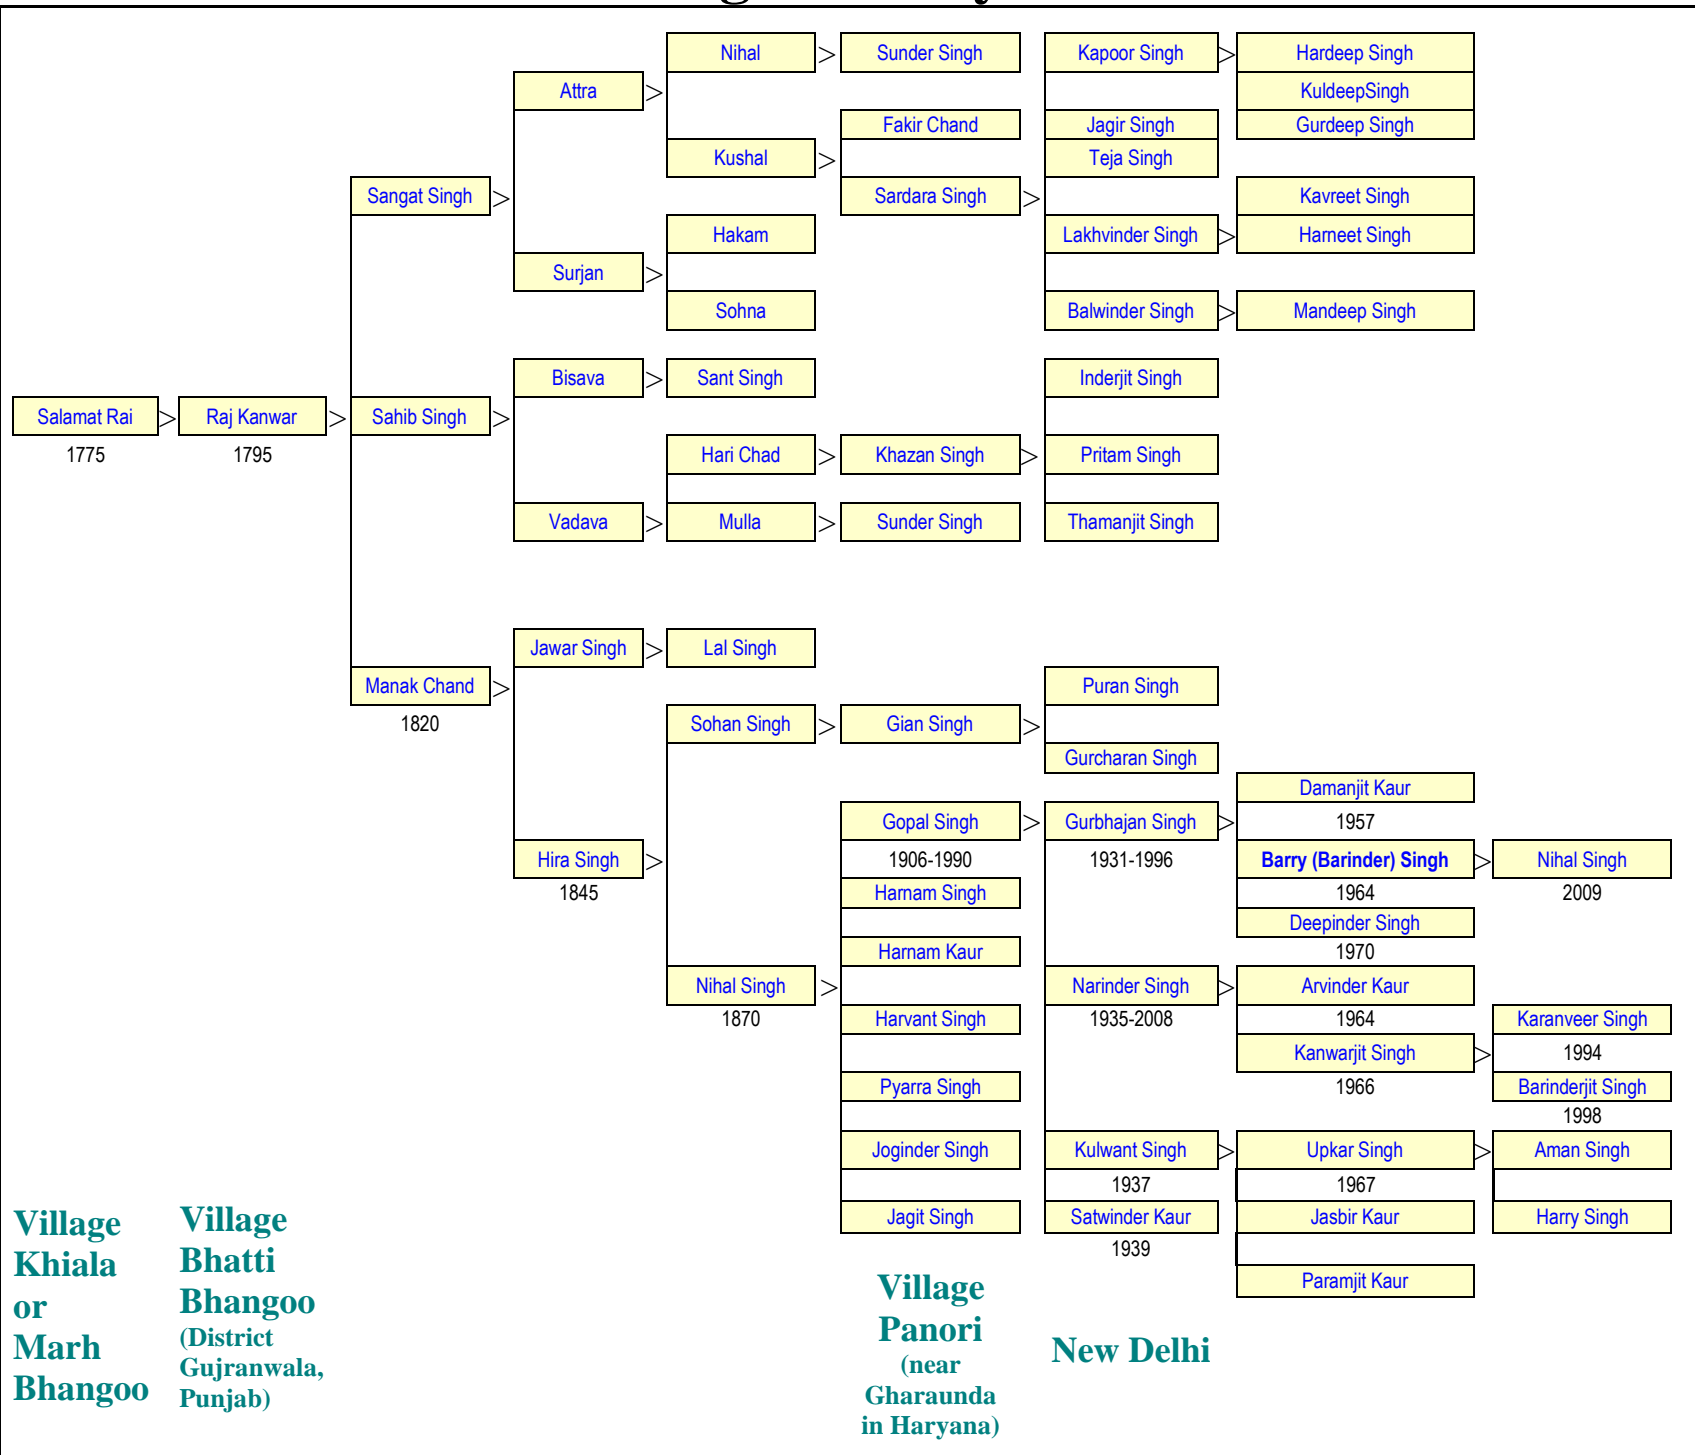 Nihal > Sunder Singh Kapoor Singh > Hardeep Singh
Attra > KuldeepSingh
Fakir Chand Jagir Singh Gurdeep Singh
Kushal > Teja Singh
Sangat Singh > Sardara Singh > Kavreet Singh
Hakam Lakhvinder Singh > Harneet Singh
Surjan >
Sohna Balwinder Singh > Mandeep Singh
Bisava > Sant Singh Inderjit Singh
Salamat Rai > Raj Kanwar > Sahib Singh >
1775 1795 Hari Chad > Khazan Singh > Pritam Singh
Vadava > Mulla > Sunder Singh Thamanjit Singh
Jawar Singh > Lal Singh
Manak Chand > Puran Singh
1820 Sohan Singh > Gian Singh >
Gurcharan Singh
Damanjit Kaur
Gopal Singh > Gurbhajan Singh > 1957
Hira Singh > 1906-1990 1931-1996 Barry (Barinder) Singh > Nihal Singh
1845 Harnam Singh 1964 2009
Deepinder Singh
Harnam Kaur 1970
Nihal Singh > Narinder Singh > Arvinder Kaur
1870 Harvant Singh 1935-2008 1964 Karanveer Singh
Kanwarjit Singh > 1994
Pyarra Singh 1966 Barinderjit Singh
1998
Joginder Singh Kulwant Singh > Upkar Singh > Aman Singh
1937 1967
Jagit Singh Satwinder Kaur Jasbir Kaur Harry Singh
1939
Paramjit Kaur
Village
Khiala
or
Marh
Bhangoo
Village
Bhatti
Bhangoo
(District
Gujranwala,
Punjab)
Village
Panori
(near
Gharaunda
in Haryana)
New Delhi